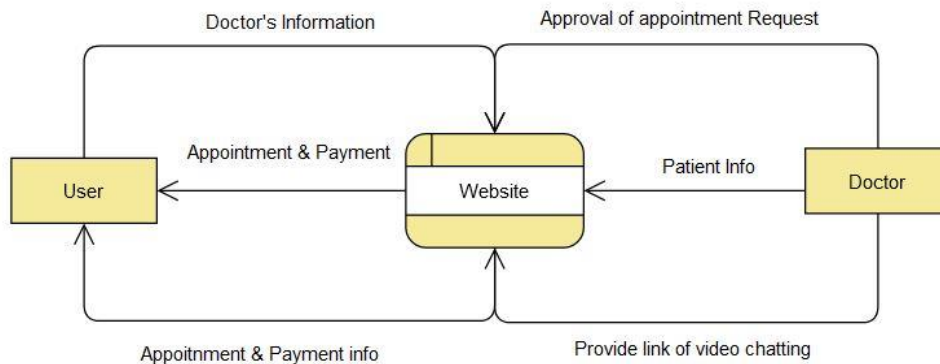 Doctor's Information
Approval of appointment Request
Appointment & Payment
Patient Info
User
Website
Doctor
Appoitnment & Payment info
Provide link of video chatting